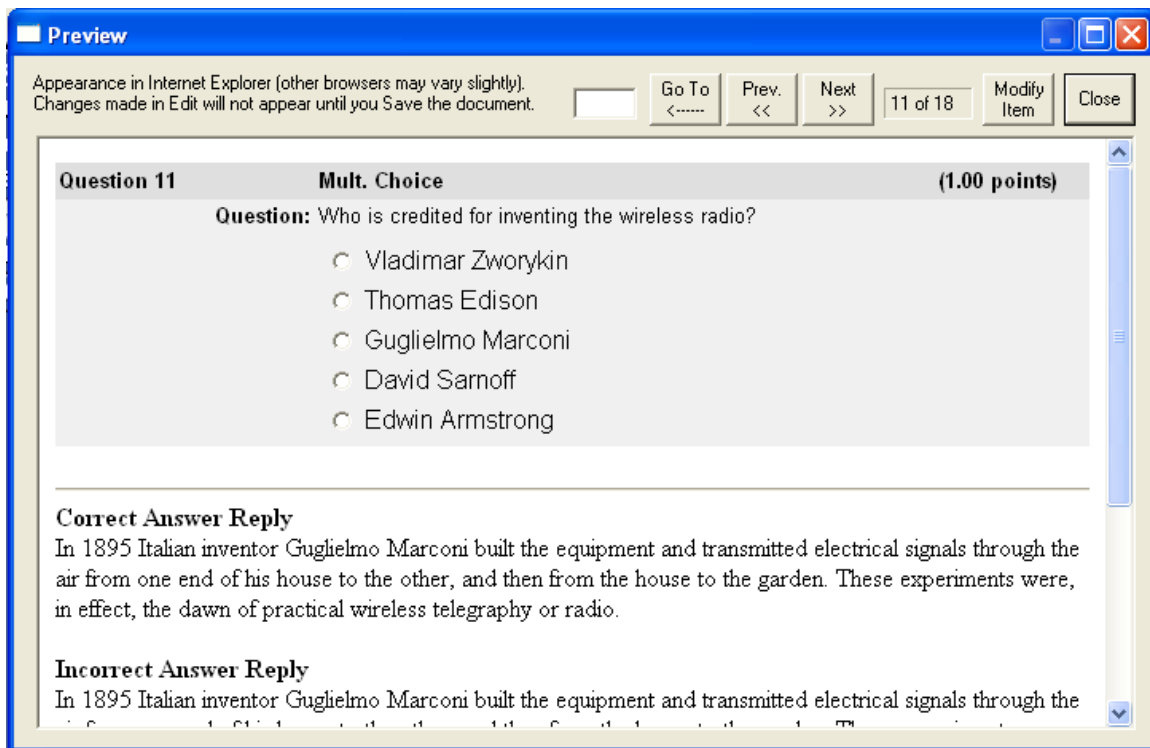 Preview
Appearance in Internet Explorer (other browsers may vary slightly).
Changes made in Edit will not appear until you Save the document.
Go To
<------
Prev.
<<
Next
>>
11 of 18
Modify
Item
Close
Question 11 Mult. Choice (1.00 points)
Question: Who is credited for inventing the wireless radio?
Vladimar Zworykin
Thomas Edison
Guglielmo Marconi
David Sarnoff
Edwin Armstrong
Correct Answer Reply
In 1895 Italian inventor Guglielmo Marconi built the equipment and transmitted electrical signals through the
air from one end of his house to the other, and then from the house to the garden. These experiments were,
in effect, the dawn of practical wireless telegraphy or radio.
Incorrect Answer Reply
In 1895 Italian inventor Guglielmo Marconi built the equipment and transmitted electrical signals through the